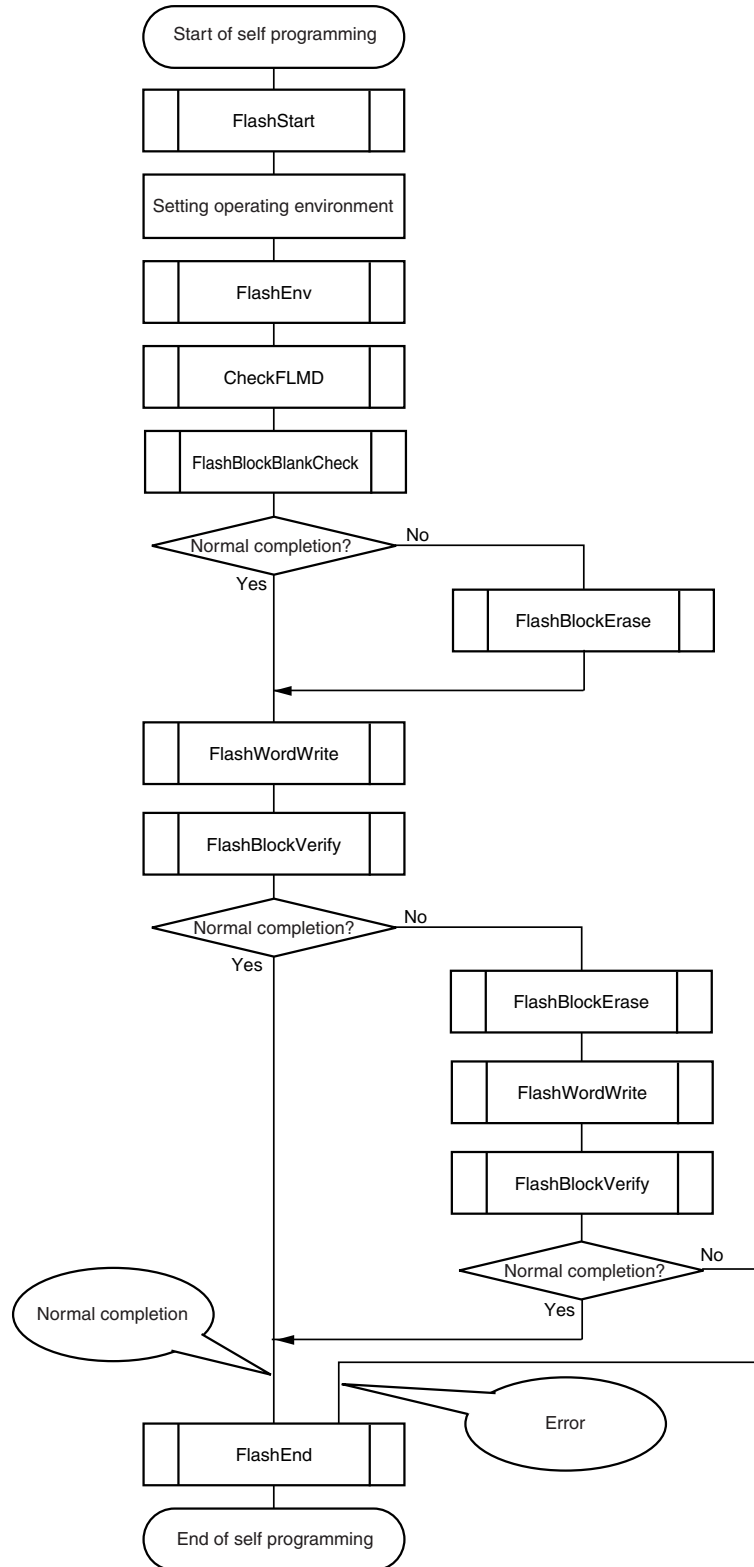 Start of self programming
FlashStart
Setting operating environment
FlashEnv
CheckFLMD
FlashBlockBlankCheck
Normal completion?
No
Yes
FlashBlockErase
FlashWordWrite
FlashBlockVerify
Normal completion?
No
Yes
FlashBlockErase
FlashWordWrite
FlashBlockVerify
Normal completion?
No
Yes
Normal completion
Error
FlashEnd
End of self programming